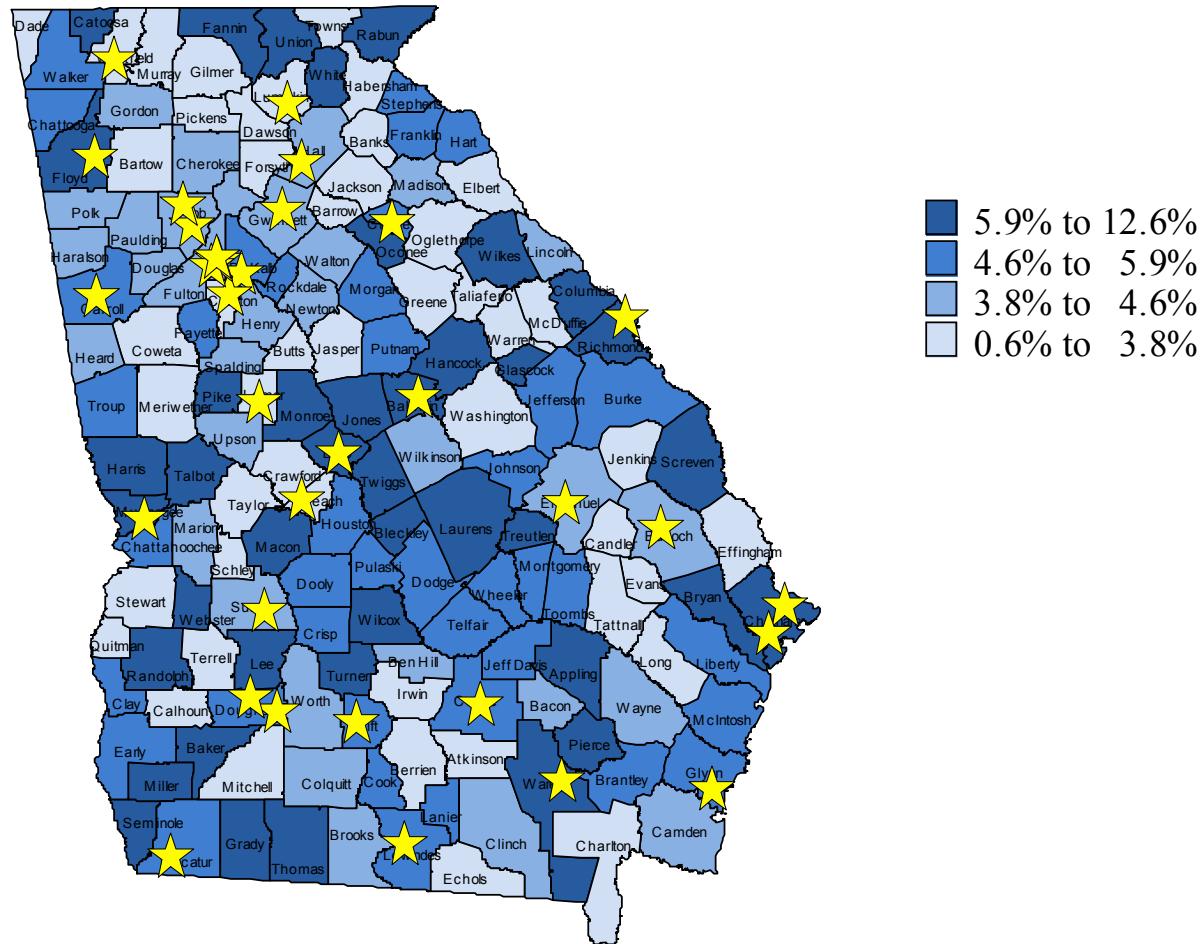 Dade
Catoosa
Fannin
Union
Towns
Rabun
Walker
Murray
Gilmer
White
Habersham
Stephens
Chattooga
Gordon
Pickens
Dawson
Banks
Franklin
Hart
Floyd
Bartow
Cherokee
Forsyth
Jackson
Madison
Elbert
Polk
Paulding
Gwinnett
Barrow
Oconee
Oglethorpe
Wilkes
Lincoln
Haralson
Douglas
Walton
Carroll
Fulton
Rockdale
Newton
Morgan
Greene
Taliaferro
McDuffie
Columbia
Richmond
Heard
Coweta
Fayette
Henry
Butts
Jasper
Putnam
Hancock
Warren
Glascock
Spalding
Troup
Meriwether
Pike
Monroe
Jones
Washington
Jefferson
Burke
Upson
Wilkinson
Jenkins
Screven
Harris
Talbot
Crawford
Twiggs
Johnson
Taylor
Houston
Bleckley
Laurens
Treutlen
Candler
Effingham
Marion
Chattahoochee
Macon
Schley
Pulaski
Dodge
Montgomery
Evans
Bryan
Stewart
Webster
Dooly
Wheeler
Toombs
Tattnall
Crisp
Wilcox
Telfair
Quitman
Randolph
Terrell
Lee
Turner
Ben Hill
Jeff Davis
Appling
Long
Liberty
Clay
Calhoun
Worth
Irwin
Bacon
Wayne
McIntosh
Early
Baker
Mitchell
Colquitt
Cook
Berrien
Atkinson
Pierce
Brantley
Glynn
Miller
Seminole
Grady
Thomas
Brooks
Lanier
Clinch
Echols
Charlton
Camden
5.9% to 12.6%
4.6% to 5.9%
3.8% to 4.6%
0.6% to 3.8%